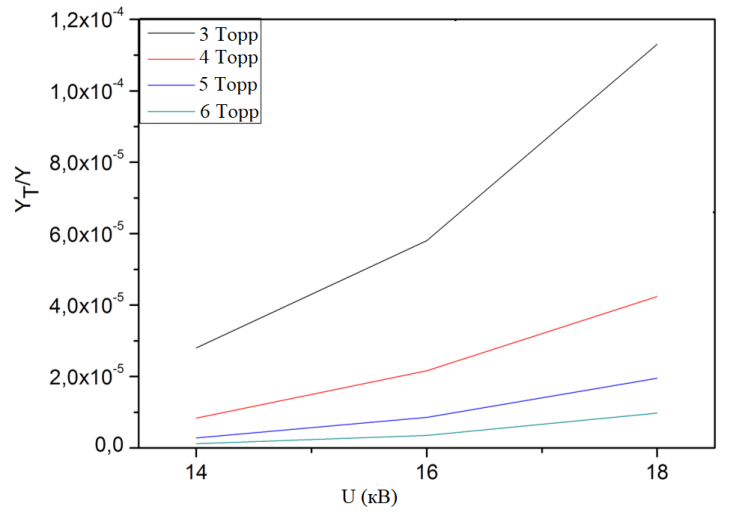 1,2x10⁻⁴
1,0x10⁻⁴
8,0x10⁻⁵
6,0x10⁻⁵
4,0x10⁻⁵
2,0x10⁻⁵
0,0
Y_T/Y
3 Торр
4 Торр
5 Торр
6 Торр
14
16
18
U (кВ)